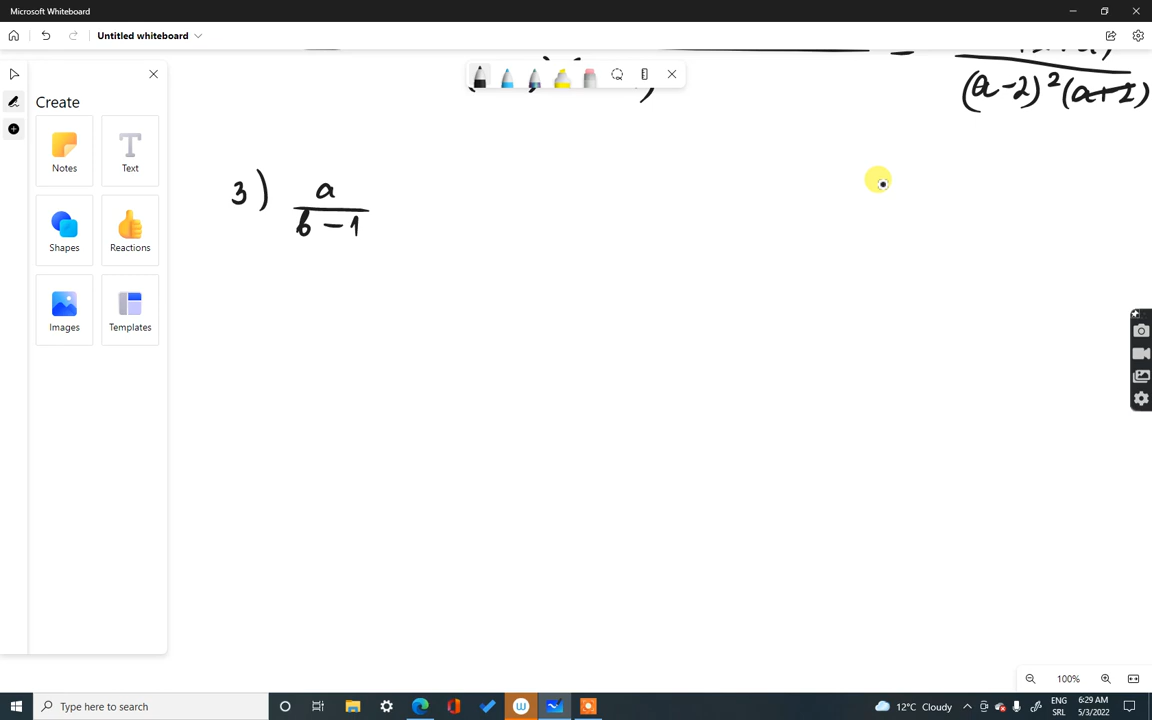 Microsoft Whiteboard
Untitled whiteboard
=
(a-2)²(a+2)
Create
Notes
Text
Shapes
Reactions
Images
Templates
3) a
b-1
100%
Type here to search
W
12°C Cloudy
ENG
SRL
6:29 AM
5/3/2022